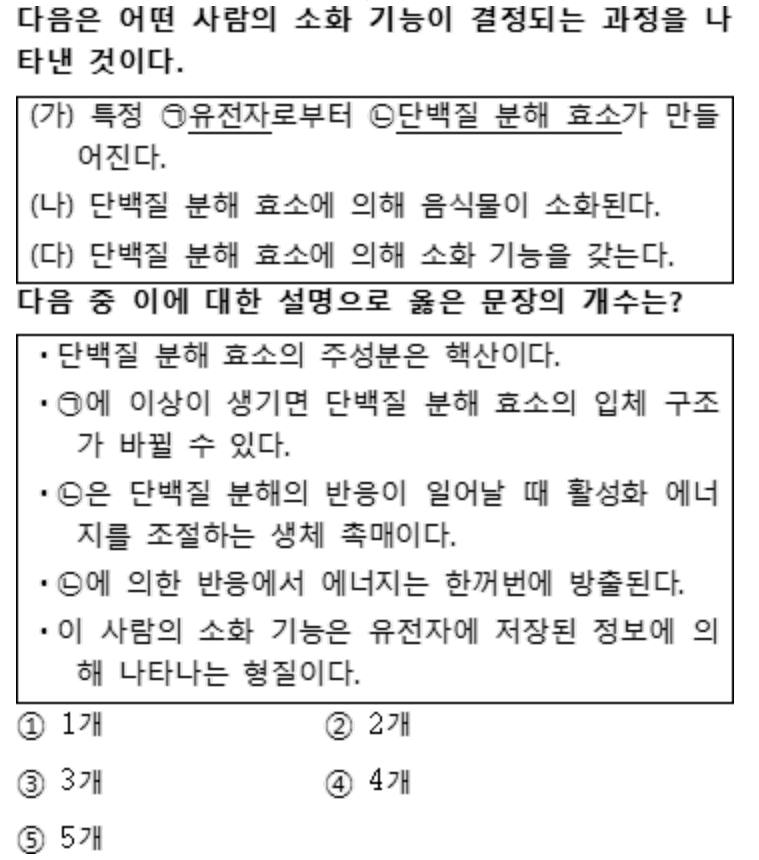 다음은 어떤 사람의 소화 기능이 결정되는 과정을 나
타낸 것이다.
(가) 특정 ㉠유전자로부터 ㉡단백질 분해 효소가 만들
어진다.
(나) 단백질 분해 효소에 의해 음식물이 소화된다.
(다) 단백질 분해 효소에 의해 소화 기능을 갖는다.
다음 중 이에 대한 설명으로 옳은 문장의 개수는?
・단백질 분해 효소의 주성분은 핵산이다.
・㉠에 이상이 생기면 단백질 분해 효소의 입체 구조
가 바뀔 수 있다.
・㉡은 단백질 분해의 반응이 일어날 때 활성화 에너
지를 조절하는 생체 촉매이다.
・㉡에 의한 반응에서 에너지는 한꺼번에 방출된다.
・이 사람의 소화 기능은 유전자에 저장된 정보에 의
해 나타나는 형질이다.
① 1개 ② 2개
③ 3개 ④ 4개
⑤ 5개